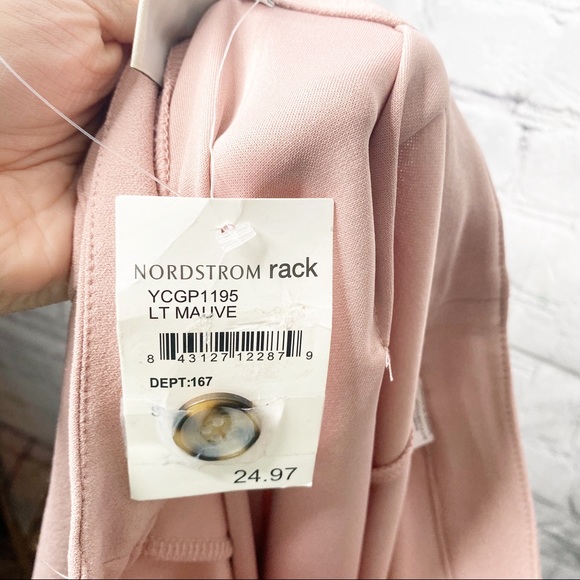 NORDSTROM rack
YCGP1195
LT MAUVE
8 43127 12287 9
DEPT:167
24.97